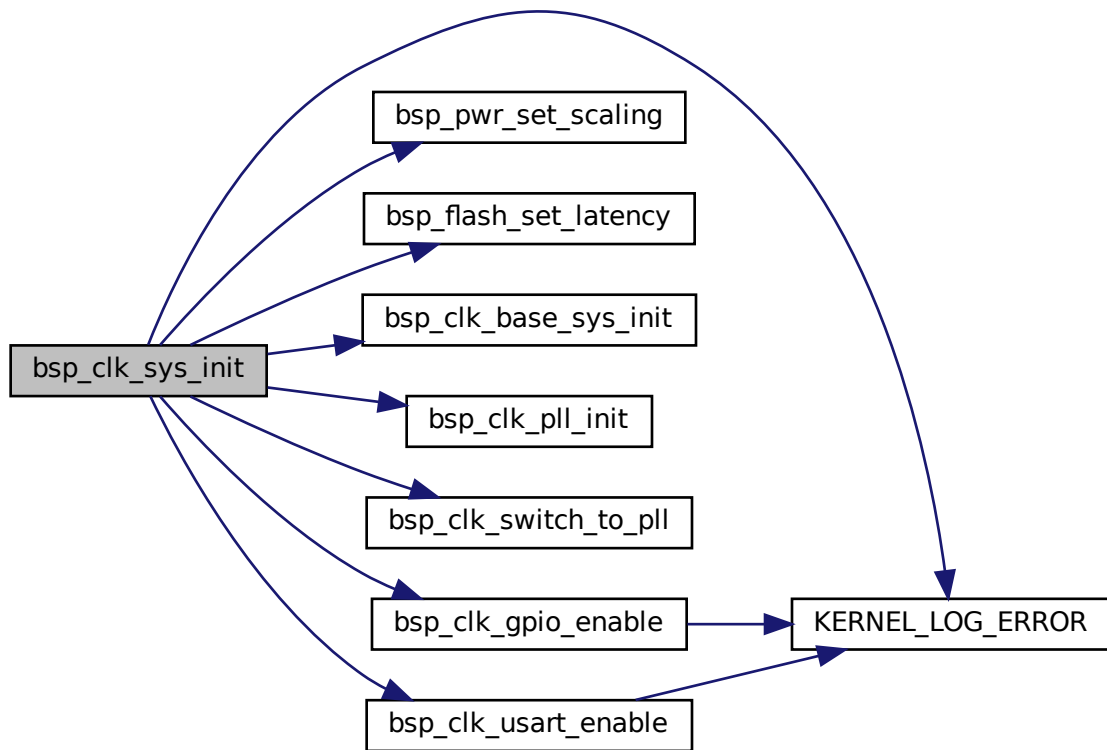 bsp_pwr_set_scaling
bsp_flash_set_latency
bsp_clk_base_sys_init
bsp_clk_sys_init
bsp_clk_pll_init
bsp_clk_switch_to_pll
bsp_clk_gpio_enable
KERNEL_LOG_ERROR
bsp_clk_usart_enable